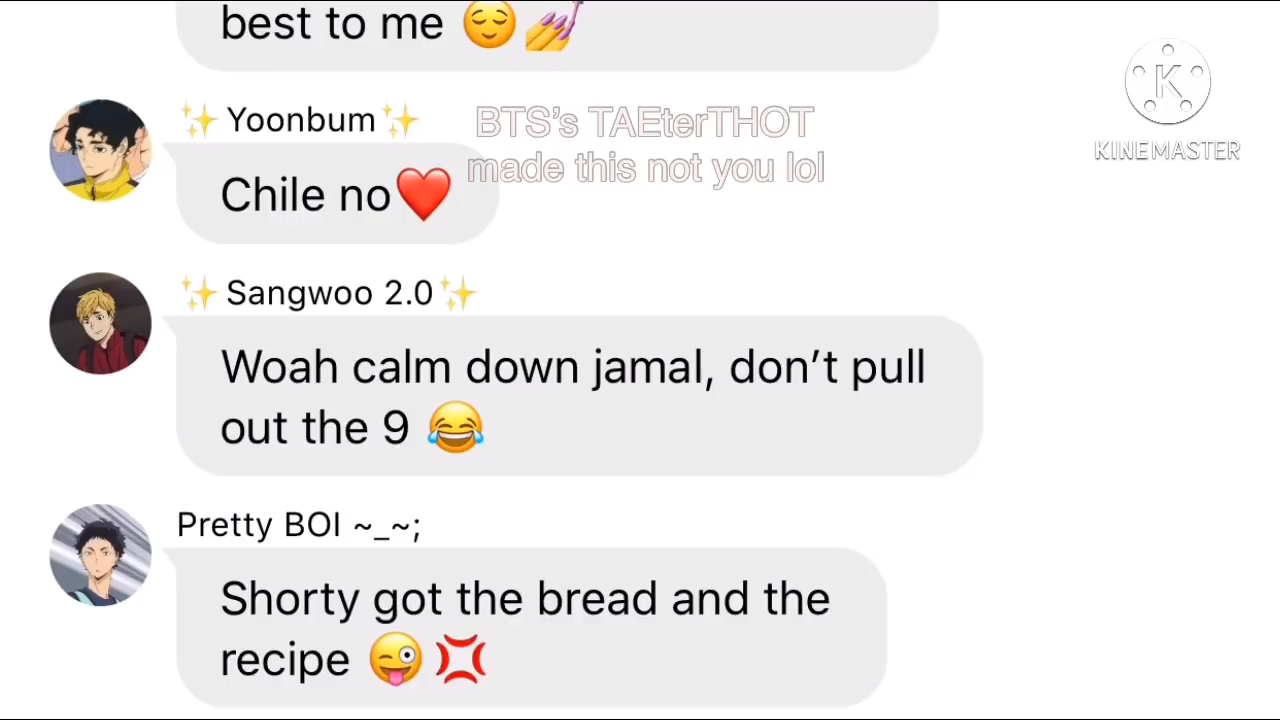 best to me 😌💅
✨ Yoonbum✨
BTS’s TAEterTHOT
made this not you lol
K
KINEMASTER
Chile no❤️
✨ Sangwoo 2.0✨
Woah calm down jamal, don’t pull
out the 9 😂
Pretty BOI ~_~;
Shorty got the bread and the
recipe 😜💢